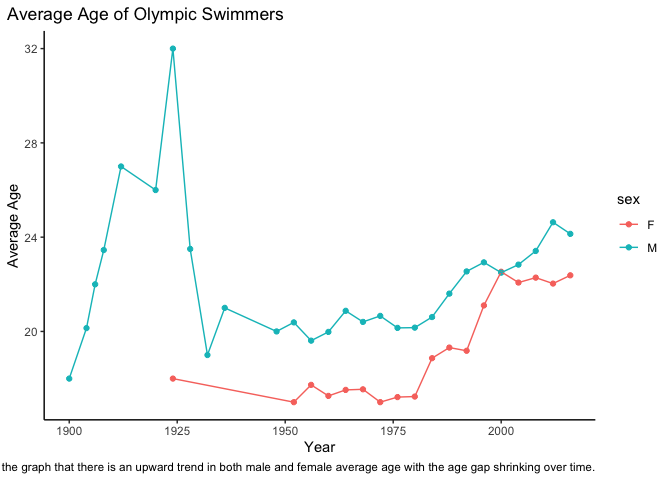 Average Age of Olympic Swimmers
32
28
24
20
Average Age
1900
1925
1950
1975
2000
Year
sex
F
M
the graph that there is an upward trend in both male and female average age with the age gap shrinking over time.